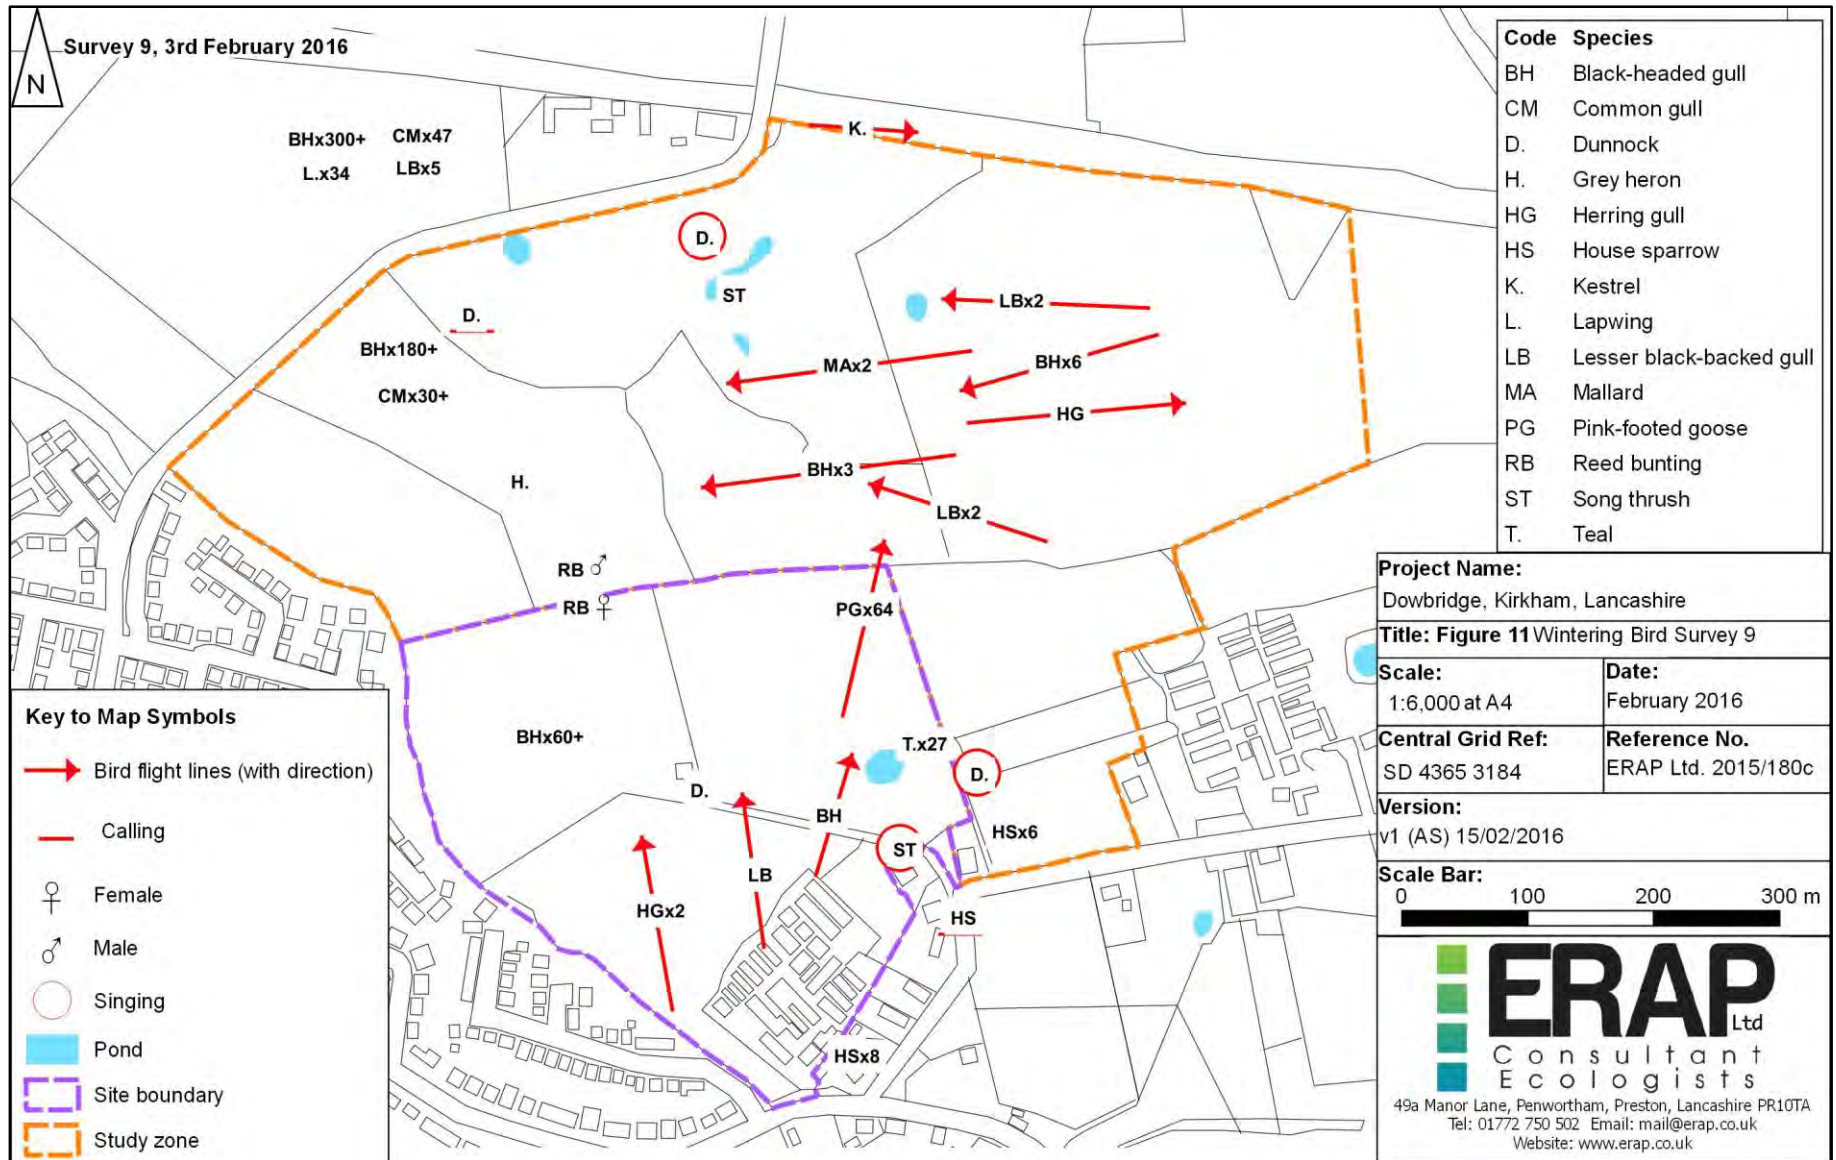 Survey 9, 3rd February 2016
N
BHx300+ CMx47
L.x34 LBx5
K.
D.
ST
D.
LBx2
BHx180+
MAx2
BHx6
CMx30+
HG
BHx3
H.
LBx2
RB ♂
RB ♀
PGx64
BHx60+
T.x27
D.
D.
BH
HSx6
ST
LB
HGx2
HS
HSx8
Code Species
BH Black-headed gull
CM Common gull
D. Dunnock
H. Grey heron
HG Herring gull
HS House sparrow
K. Kestrel
L. Lapwing
LB Lesser black-backed gull
MA Mallard
PG Pink-footed goose
RB Reed bunting
ST Song thrush
T. Teal
Key to Map Symbols
Bird flight lines (with direction)
Calling
♀ Female
♂ Male
Singing
Pond
Site boundary
Study zone
Project Name:
Dowbridge, Kirkham, Lancashire
Title: Figure 11 Wintering Bird Survey 9
Scale:
1:6,000 at A4
Date:
February 2016
Central Grid Ref:
SD 4365 3184
Reference No.
ERAP Ltd. 2015/180c
Version:
v1 (AS) 15/02/2016
Scale Bar:
0 100 200 300 m
ERAP Ltd
Consultant
Ecologists
49a Manor Lane, Penwortham, Preston, Lancashire PR10TA
Tel: 01772 750 502 Email: mail@erap.co.uk
Website: www.erap.co.uk